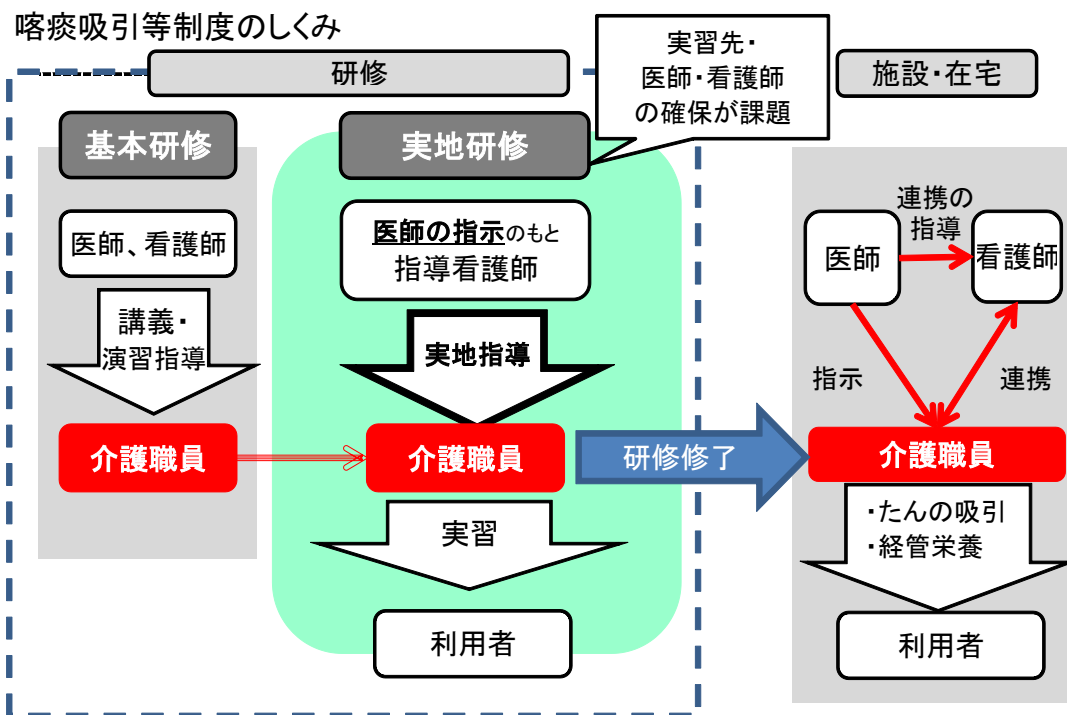 喀痰吸引等制度のしくみ
研修
実習先・
医師・看護師
の確保が課題
施設・在宅
基本研修
医師、看護師
講義・
演習指導
介護職員
実地研修
医師の指示のもと
指導看護師
実地指導
介護職員
実習
利用者
研修修了
連携の
指導
医師
看護師
指示
連携
介護職員
・たんの吸引
・経管栄養
利用者